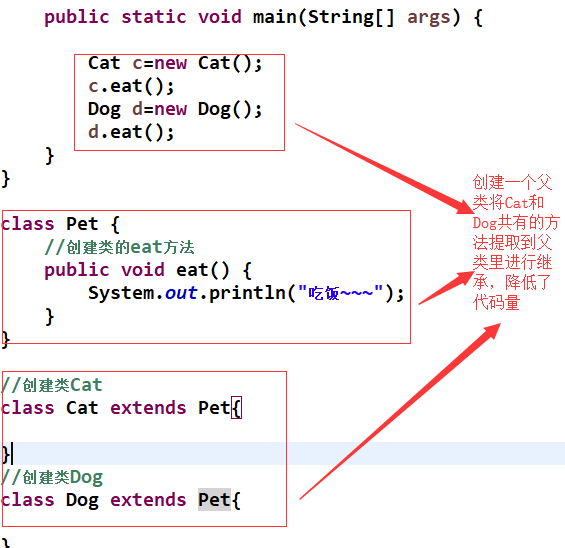 public static void main(String[] args) {
Cat c=new Cat();
c.eat();
Dog d=new Dog();
d.eat();
}
}
class Pet {
//创建类的eat方法
public void eat() {
System.out.println("吃饭~~~");
}
}
//创建类Cat
class Cat extends Pet{
}
//创建类Dog
class Dog extends Pet{
}
创建一个父
类将Cat和
Dog共有的方
法提取到父
类里进行继
承，降低了
代码量